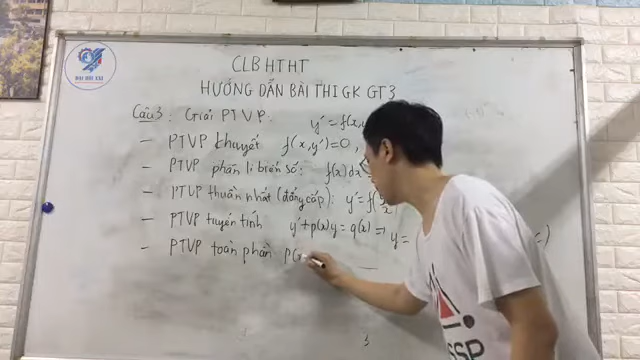 CLB HTHT
HƯỚNG DẪN BÀI THI GK GT3
Câu 3: Giải PTVP:
- PTVP khuyết f(x,y')=0,
- PTVP phân li biến số: f(x)dx
- PTVP thuần nhất (đẳng cấp): y'=f(
- PTVP tuyến tính y'+p(x)y=q(x) ⇒ y=
- PTVP toàn phần P(x
SSP